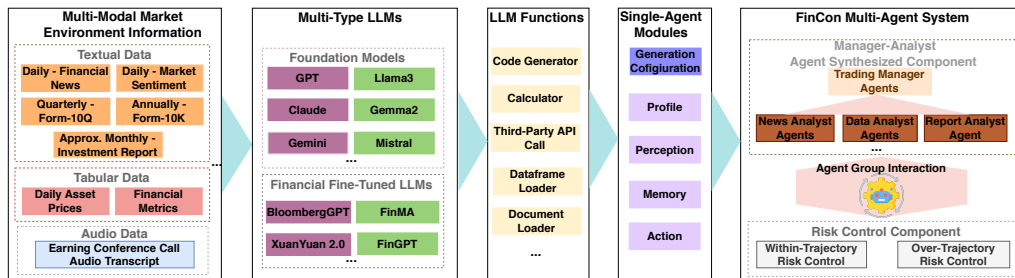 Multi-Modal Market
Environment Information
Textual Data
Daily - Financial
News
Daily - Market
Sentiment
Quarterly -
Form-10Q
Annually -
Form-10K
Approx. Monthly -
Investment Report
...
Tabular Data
Daily Asset
Prices
Financial
Metrics
Audio Data
Earning Conference Call
Audio Transcript
Multi-Type LLMs
Foundation Models
GPT
Llama3
Claude
Gemma2
Gemini
Mistral
...
Financial Fine-Tuned LLMs
BloombergGPT
FinMA
XuanYuan 2.0
FinGPT
...
LLM Functions
Code Generator
Calculator
Third-Party API
Call
Dataframe
Loader
Document
Loader
...
Single-Agent
Modules
Generation
Cofigiuration
Profile
Perception
Memory
Action
FinCon Multi-Agent System
Manager-Analyst
Agent Synthesized Component
Trading Manager
Agents
News Analyst
Agents
Data Analyst
Agents
Report Analyst
Agent
...
Agent Group Interaction
Risk Control Component
Within-Trajectory
Risk Control
Over-Trajectory
Risk Control